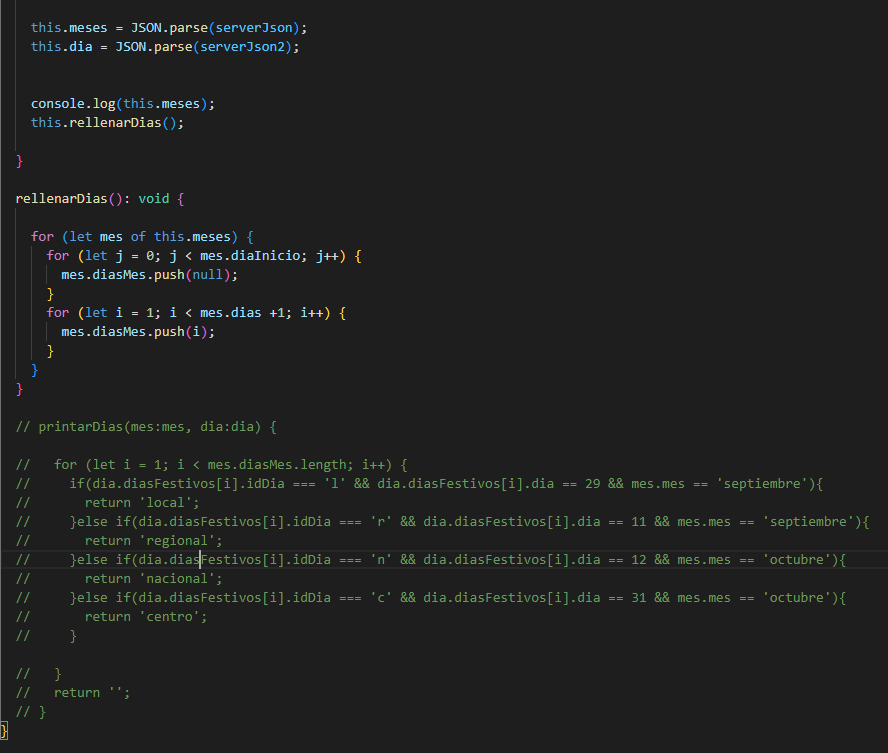 this.meses = JSON.parse(serverJson);
this.dia = JSON.parse(serverJson2);
console.log(this.meses);
this.rellenarDias();
}
rellenarDias(): void {
for (let mes of this.meses) {
for (let j = 0; j < mes.diaInicio; j++) {
mes.diasMes.push(null);
}
for (let i = 1; i < mes.dias +1; i++) {
mes.diasMes.push(i);
}
}
}
// printarDias(mes:mes, dia:dia) {
//   for (let i = 1; i < mes.diasMes.length; i++) {
//     if(dia.diasFestivos[i].idDia === 'l' && dia.diasFestivos[i].dia == 29 && mes.mes == 'septiembre'){
//       return 'local';
//     }else if(dia.diasFestivos[i].idDia === 'r' && dia.diasFestivos[i].dia == 11 && mes.mes == 'septiembre'){
//       return 'regional';
//     }else if(dia.diasFestivos[i].idDia === 'n' && dia.diasFestivos[i].dia == 12 && mes.mes == 'octubre'){
//       return 'nacional';
//     }else if(dia.diasFestivos[i].idDia === 'c' && dia.diasFestivos[i].dia == 31 && mes.mes == 'octubre'){
//       return 'centro';
//     }
//   }
//   return '';
// }
}